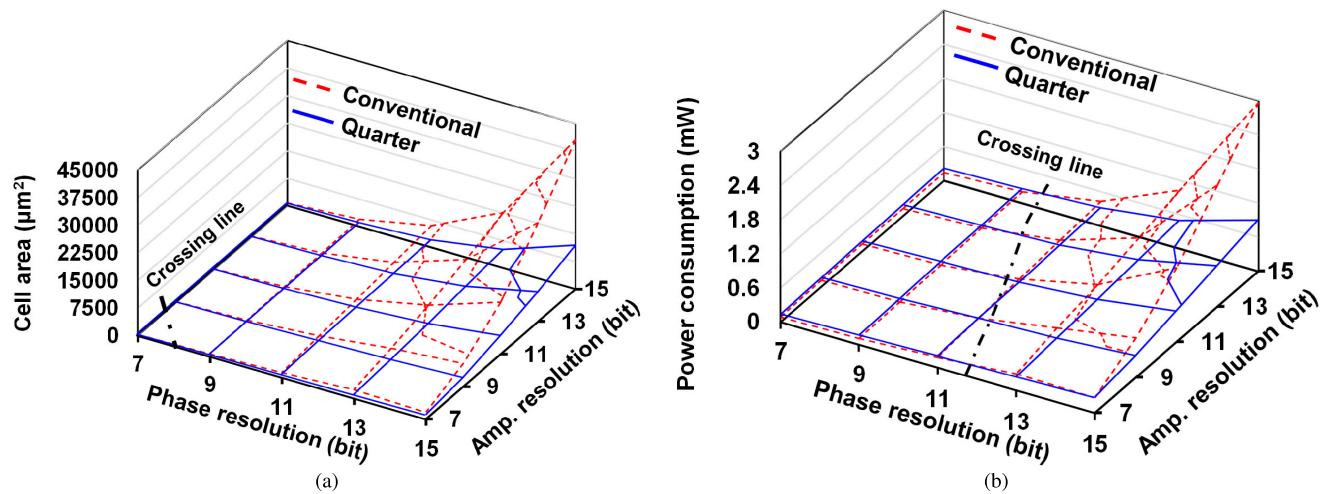 Conventional
Quarter
Crossing line
Cell area (μm²)
45000
37500
30000
22500
15000
7500
0
7
9
11
13
15
Phase resolution (bit)
7
9
11
13
15
Amp. resolution (bit)
(a)
Conventional
Quarter
Crossing line
Power consumption (mW)
3
2.4
1.8
1.2
0.6
0
7
9
11
13
15
Phase resolution (bit)
7
9
11
13
15
Amp. resolution (bit)
(b)